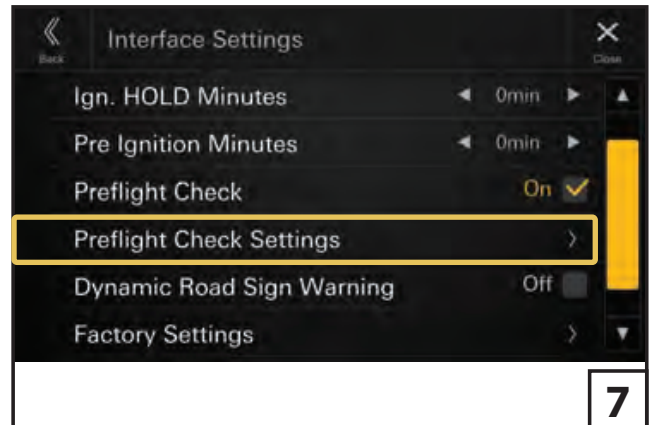 Interface Settings
Back
Close
Ign. HOLD Minutes 0min
Pre Ignition Minutes 0min
Preflight Check On
Preflight Check Settings
Dynamic Road Sign Warning Off
Factory Settings
7